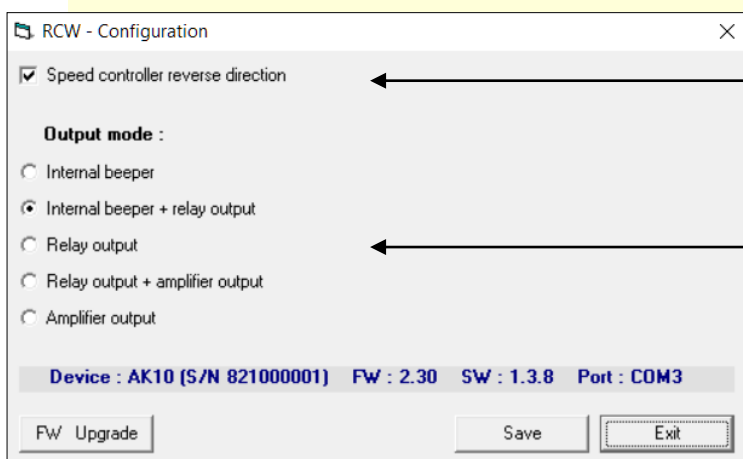 RCW - Configuration
Speed controller reverse direction
Output mode :
Internal beeper
Internal beeper + relay output
Relay output
Relay output + amplifier output
Amplifier output
Device : AK10 (S/N 821000001) FW : 2.30 SW : 1.3.8 Port : COM3
FW Upgrade Save Exit